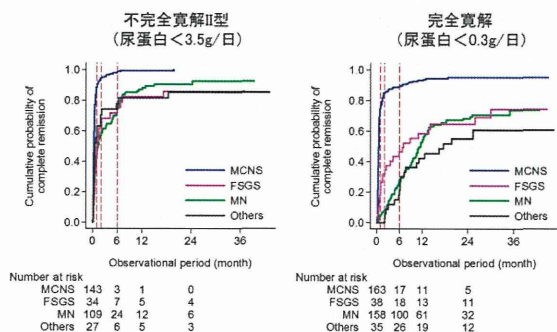 不完全寛解II型
（尿蛋白＜3.5g/日）
Cumulative probability of
complete remission
1.0
0.8
0.6
0.4
0.2
0.0
MCNS
FSGS
MN
Others
0 6 12 24 36
Observational period (month)
Number at risk
MCNS 143 3 1 0
FSGS 34 7 5 4
MN 109 24 12 6
Others 27 6 5 3
完全寛解
（尿蛋白＜0.3g/日）
Cumulative probability of
complete remission
1.0
0.8
0.6
0.4
0.2
0.0
MCNS
FSGS
MN
Others
0 6 12 24 36
Observational period (month)
MCNS 163 17 11 5
FSGS 38 18 13 11
MN 158 100 61 32
Others 35 26 19 12